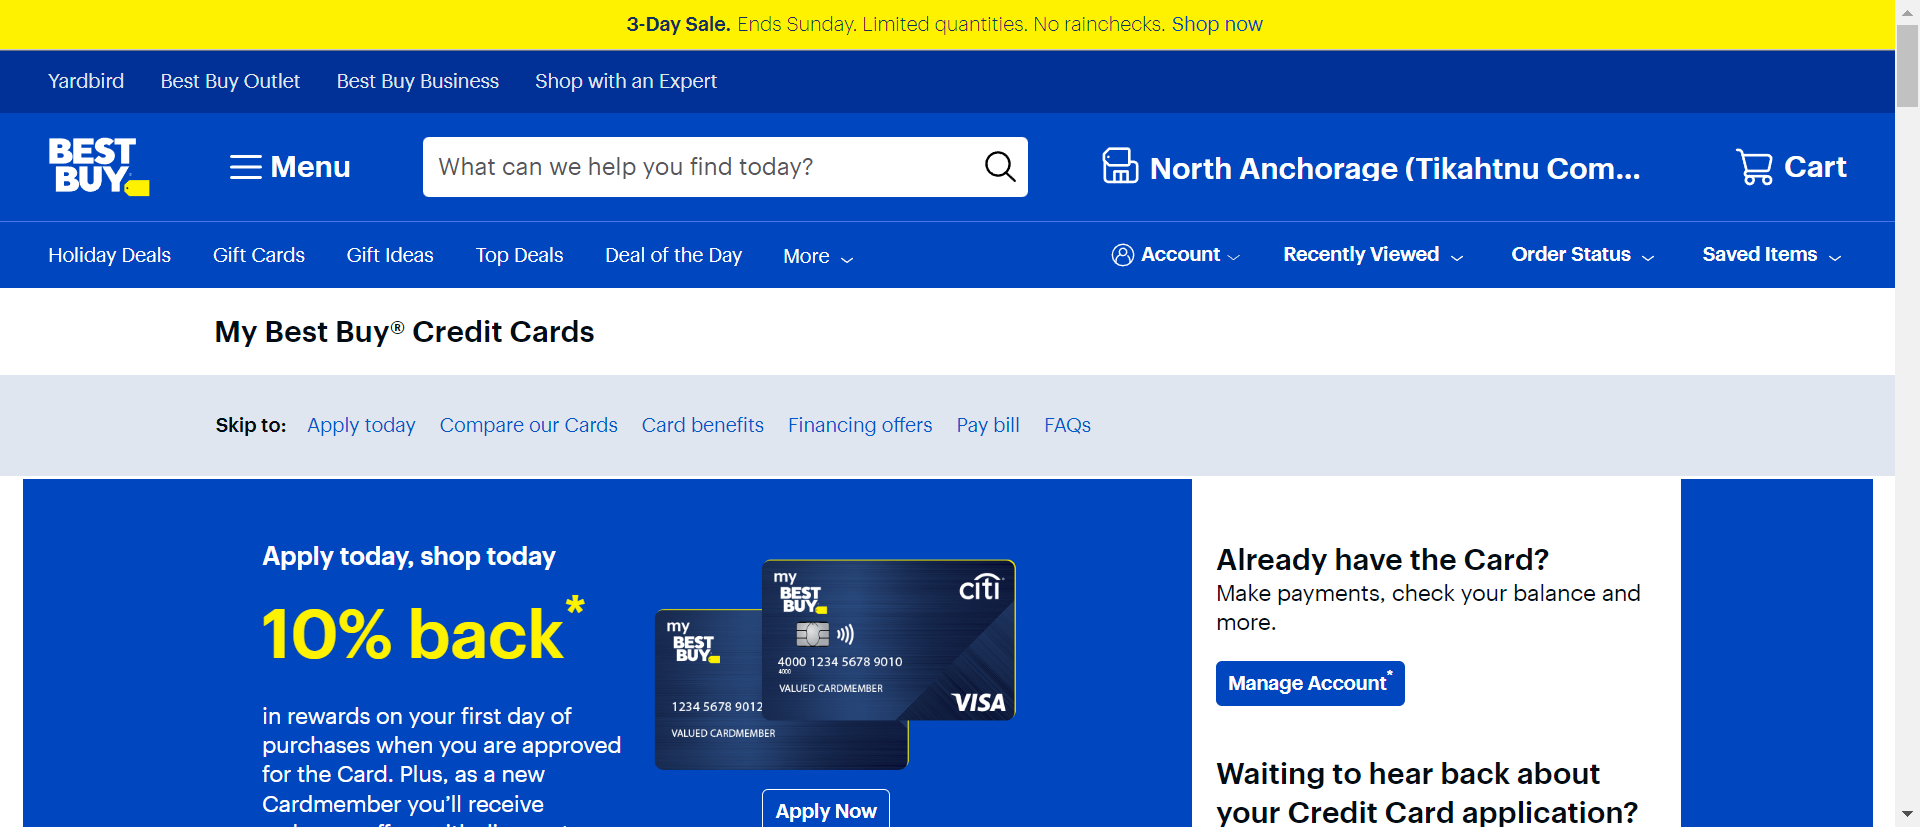 3-Day Sale. Ends Sunday. Limited quantities. No rainchecks. Shop now
Yardbird Best Buy Outlet Best Buy Business Shop with an Expert
BEST BUY Menu What can we help you find today? North Anchorage (Tikahtnu Com... Cart
Holiday Deals Gift Cards Gift Ideas Top Deals Deal of the Day More Account Recently Viewed Order Status Saved Items
My Best Buy® Credit Cards
Skip to: Apply today Compare our Cards Card benefits Financing offers Pay bill FAQs
Apply today, shop today
10% back*
in rewards on your first day of
purchases when you are approved
for the Card. Plus, as a new
Cardmember you’ll receive
my
BEST
BUY
1234 5678 9012
VALUED CARDMEMBER
my
BEST
BUY
citi
4000 1234 5678 9010
4000
VALUED CARDMEMBER
VISA
Apply Now
Already have the Card?
Make payments, check your balance and
more.
Manage Account*
Waiting to hear back about
your Credit Card application?